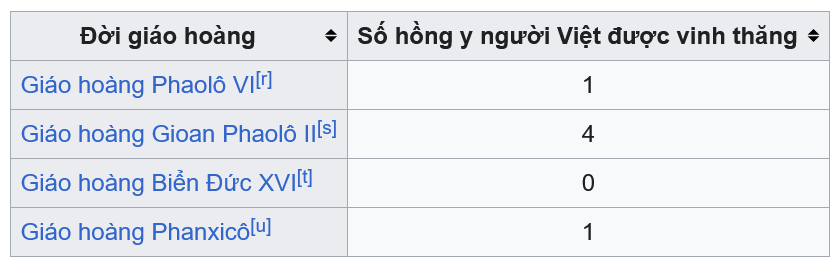 Đời giáo hoàng Số hồng y người Việt được vinh thăng
Giáo hoàng Phaolô VI[r] 1
Giáo hoàng Gioan Phaolô II[s] 4
Giáo hoàng Biển Đức XVI[t] 0
Giáo hoàng Phanxicô[u] 1